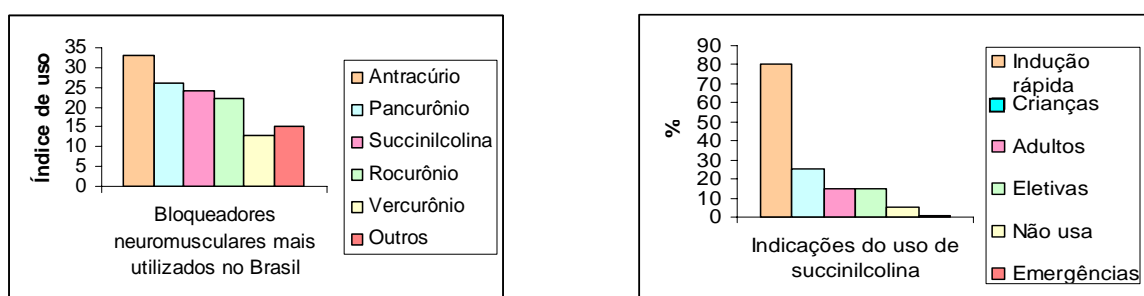 35
30
25
20
15
10
5
0
Índice de uso
Bloqueadores
neuromusculares mais
utilizados no Brasil
Antracúrio
Pancurônio
Succinilcolina
Rocurônio
Vercurônio
Outros
90
80
70
60
50
40
30
20
10
0
%
Indicações do uso de
succinilcolina
Indução
rápida
Crianças
Adultos
Eletivas
Não usa
Emergências